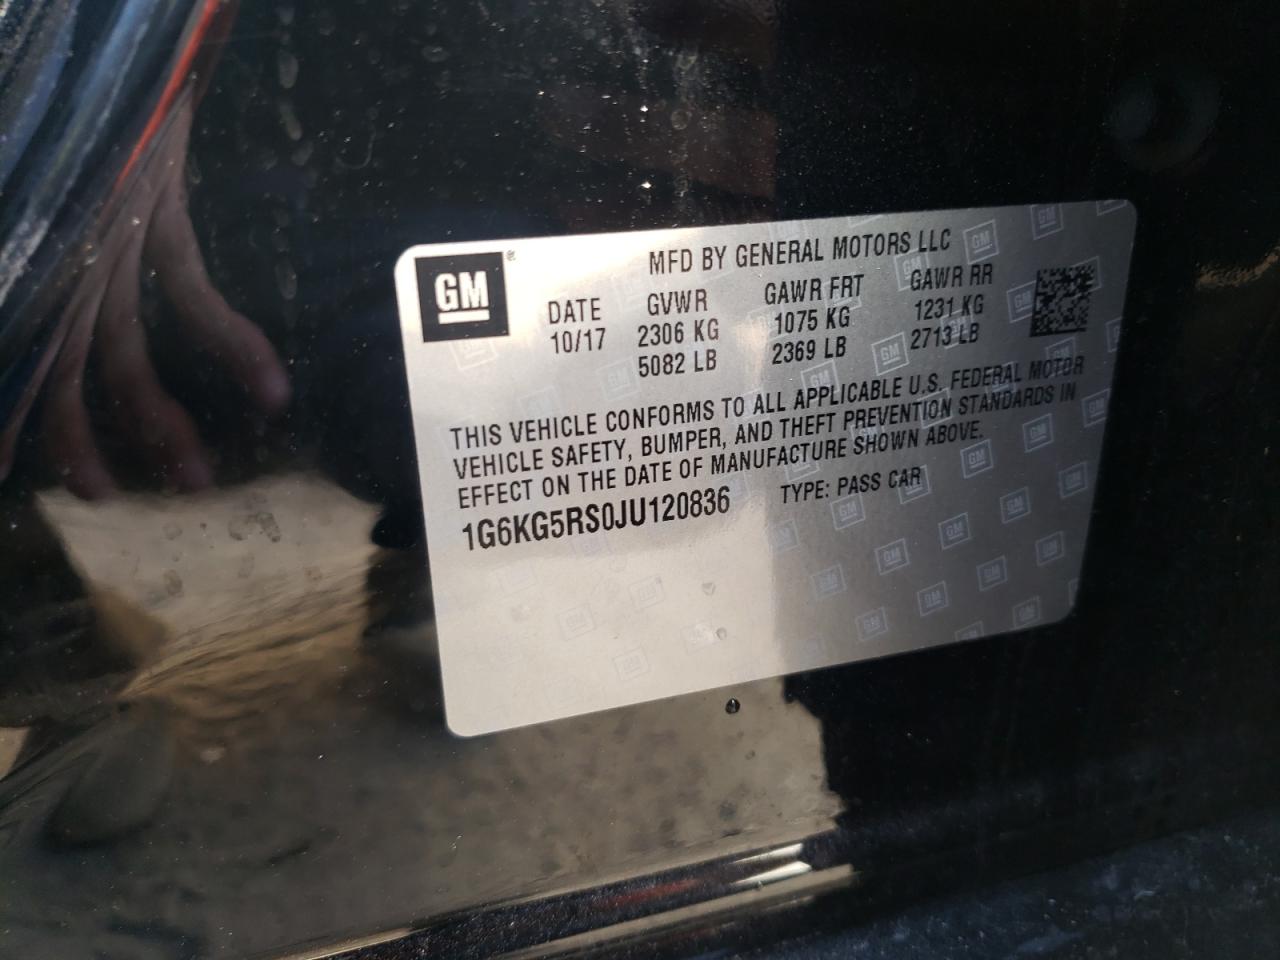 GM
MFD BY GENERAL MOTORS LLC
DATE GVWR GAWR FRT GAWR RR
10/17 2306 KG 1075 KG 1231 KG
5082 LB 2369 LB 2713 LB
THIS VEHICLE CONFORMS TO ALL APPLICABLE U.S. FEDERAL MOTOR
VEHICLE SAFETY, BUMPER, AND THEFT PREVENTION STANDARDS IN
EFFECT ON THE DATE OF MANUFACTURE SHOWN ABOVE.
1G6KG5RS0JU120836 TYPE: PASS CAR